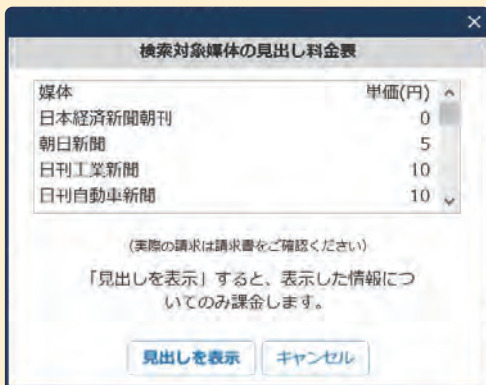 検索対象媒体の見出し料金表
媒体 単価(円)
日本経済新聞朝刊 0
朝日新聞 5
日刊工業新聞 10
日刊自動車新聞 10
(実際の請求は請求書をご確認ください)
「見出しを表示」すると、表示した情報につ
いてのみ課金します。
見出しを表示 キャンセル